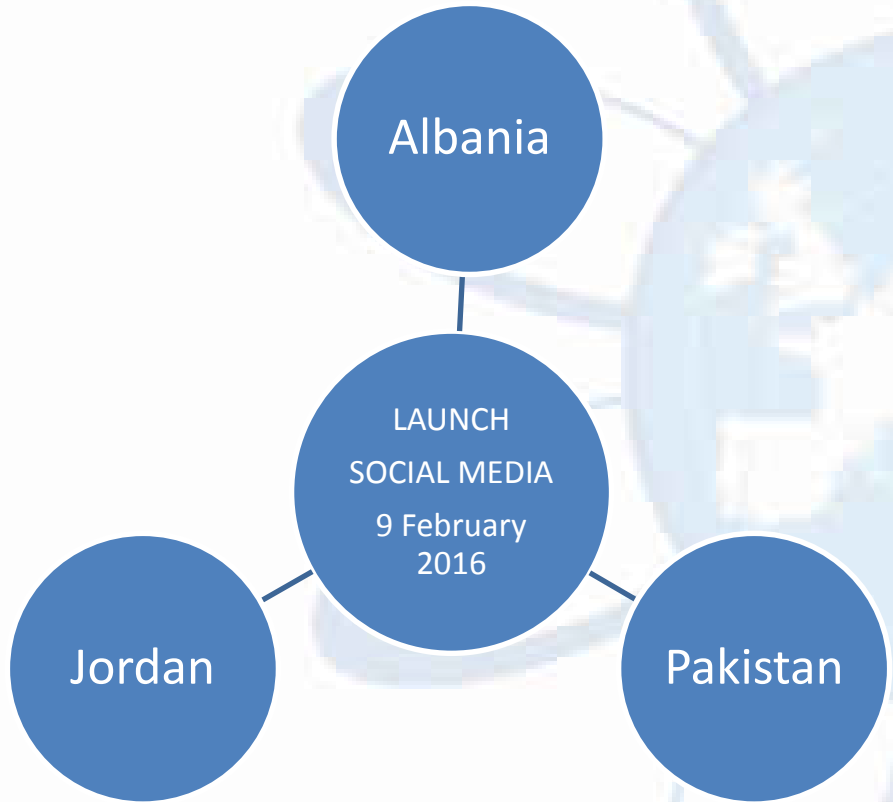 Albania
LAUNCH
SOCIAL MEDIA
9 February
2016
Jordan
Pakistan